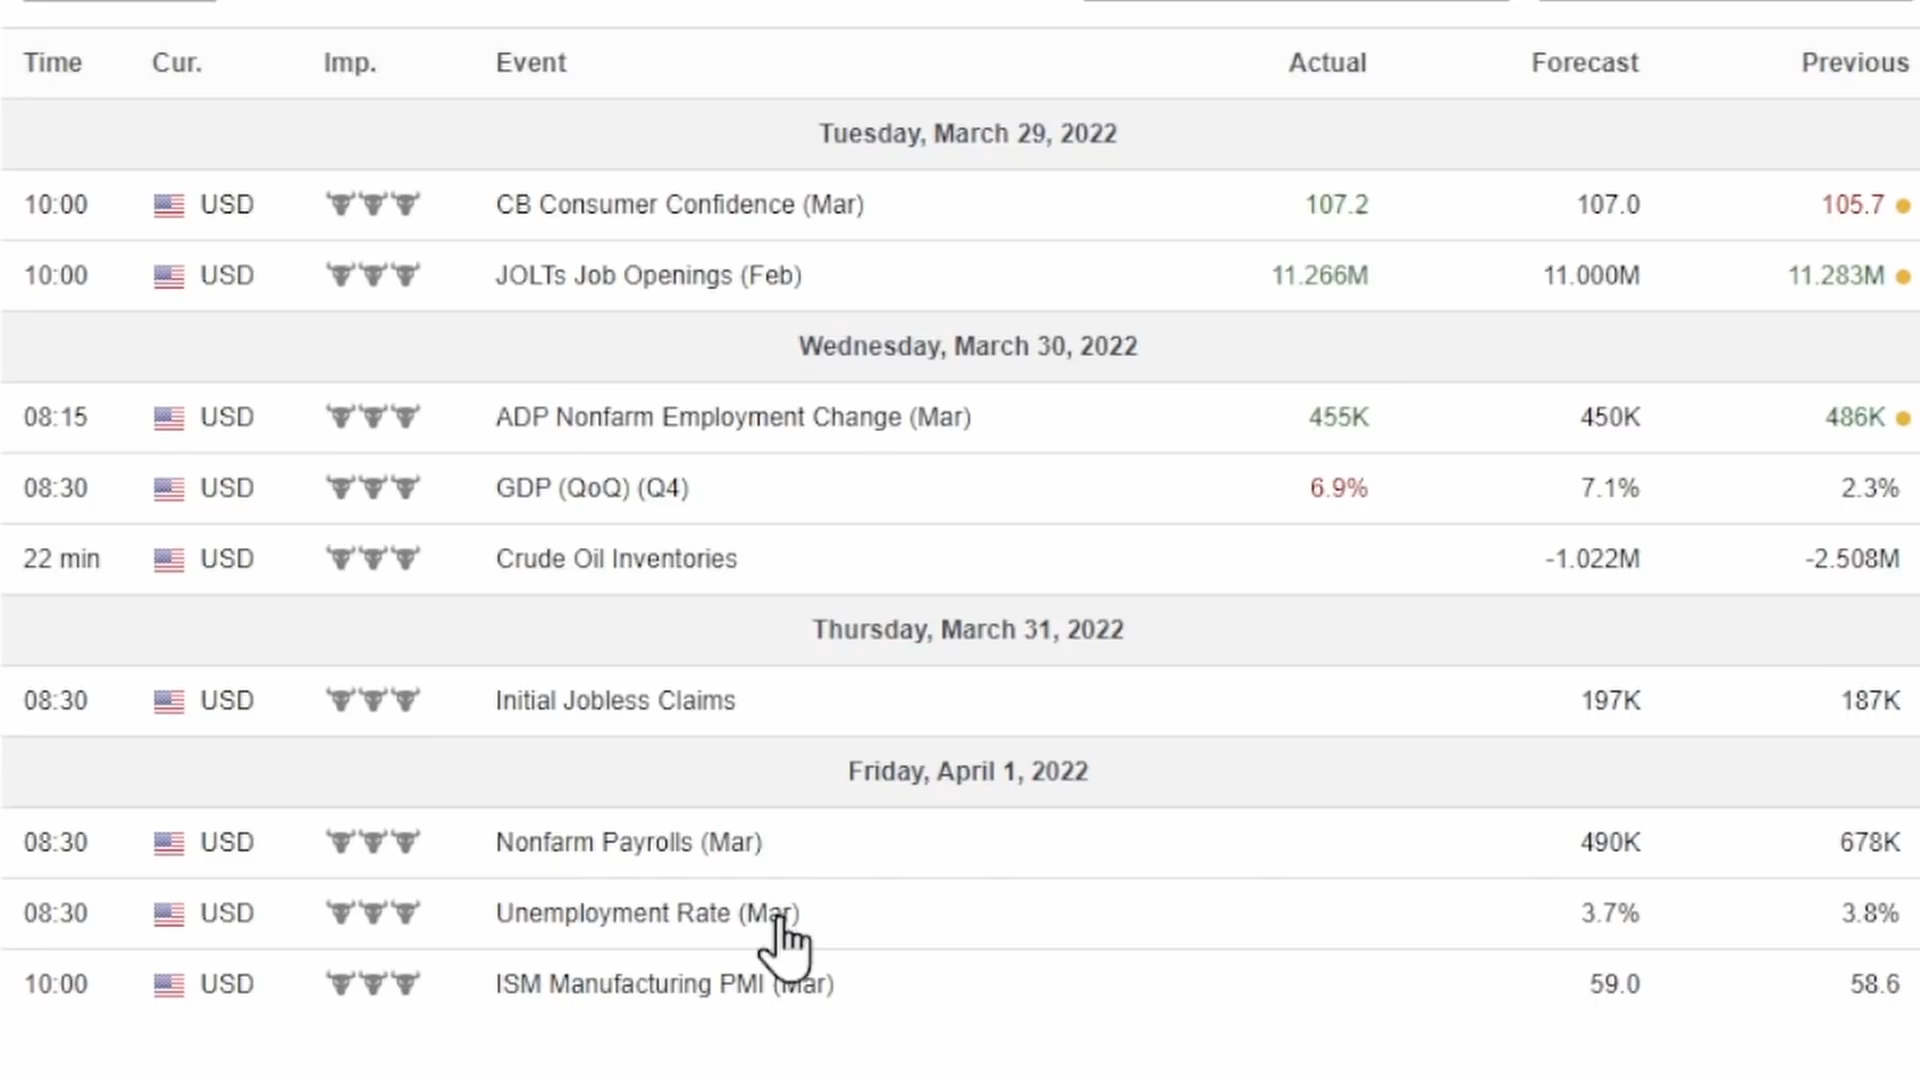 Time Cur. Imp. Event Actual Forecast Previous
Tuesday, March 29, 2022
10:00 USD CB Consumer Confidence (Mar) 107.2 107.0 105.7
10:00 USD JOLTs Job Openings (Feb) 11.266M 11.000M 11.283M
Wednesday, March 30, 2022
08:15 USD ADP Nonfarm Employment Change (Mar) 455K 450K 486K
08:30 USD GDP (QoQ) (Q4) 6.9% 7.1% 2.3%
22 min USD Crude Oil Inventories -1.022M -2.508M
Thursday, March 31, 2022
08:30 USD Initial Jobless Claims 197K 187K
Friday, April 1, 2022
08:30 USD Nonfarm Payrolls (Mar) 490K 678K
08:30 USD Unemployment Rate (Mar) 3.7% 3.8%
10:00 USD ISM Manufacturing PMI (Mar) 59.0 58.6